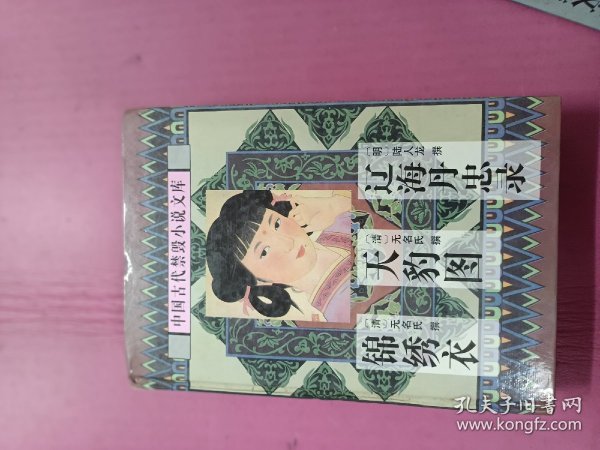 中国古代禁毁小说文库
〔明〕陆人龙 撰
辽海丹忠录
〔清〕无名氏 撰
天豹图
〔清〕无名氏 撰
锦绣衣
孔夫子旧书网
www.kongfz.com